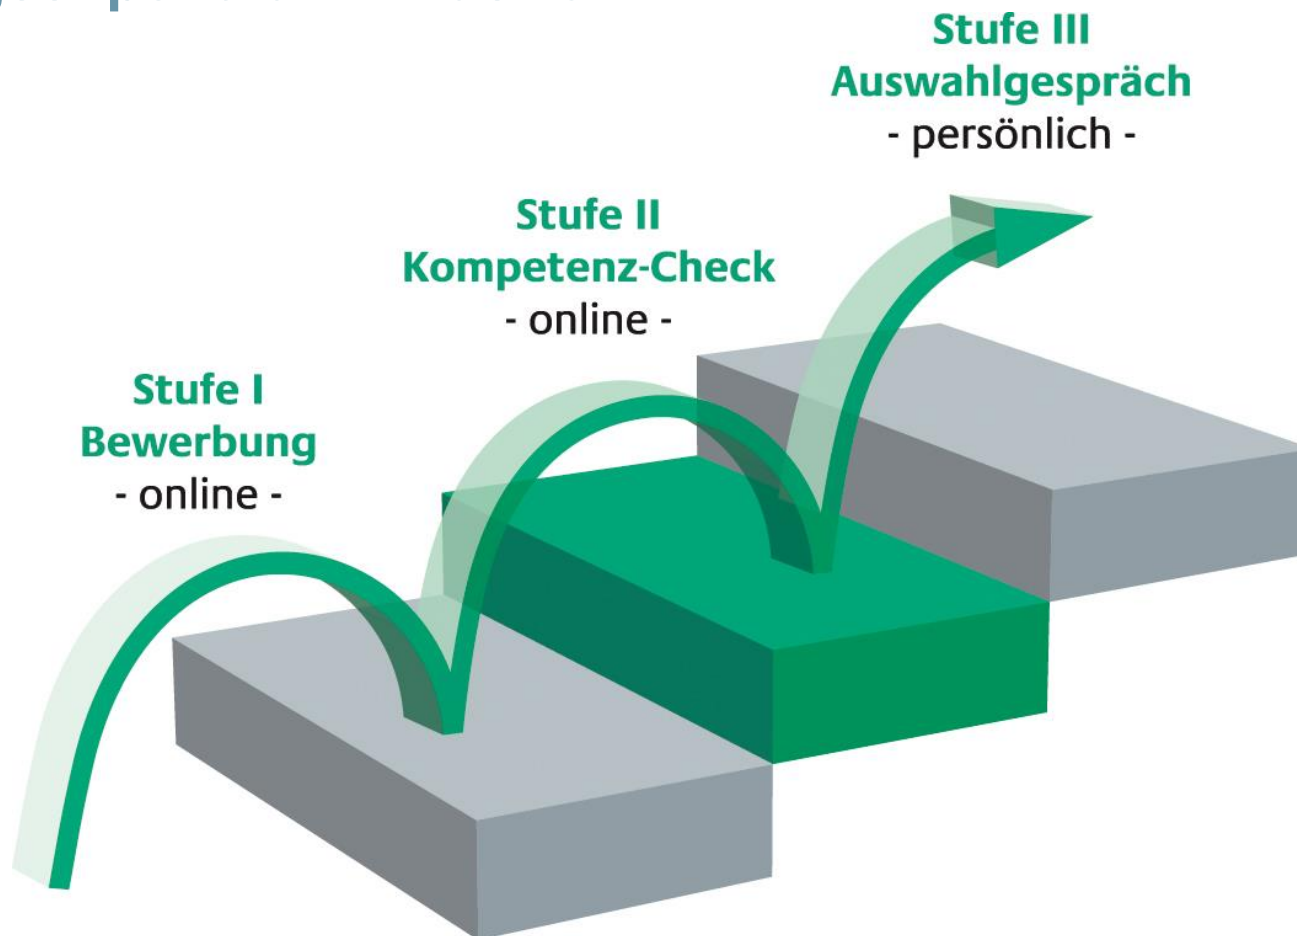 Stufe III
Auswahlgespräch
- persönlich -
Stufe II
Kompetenz-Check
- online -
Stufe I
Bewerbung
- online -